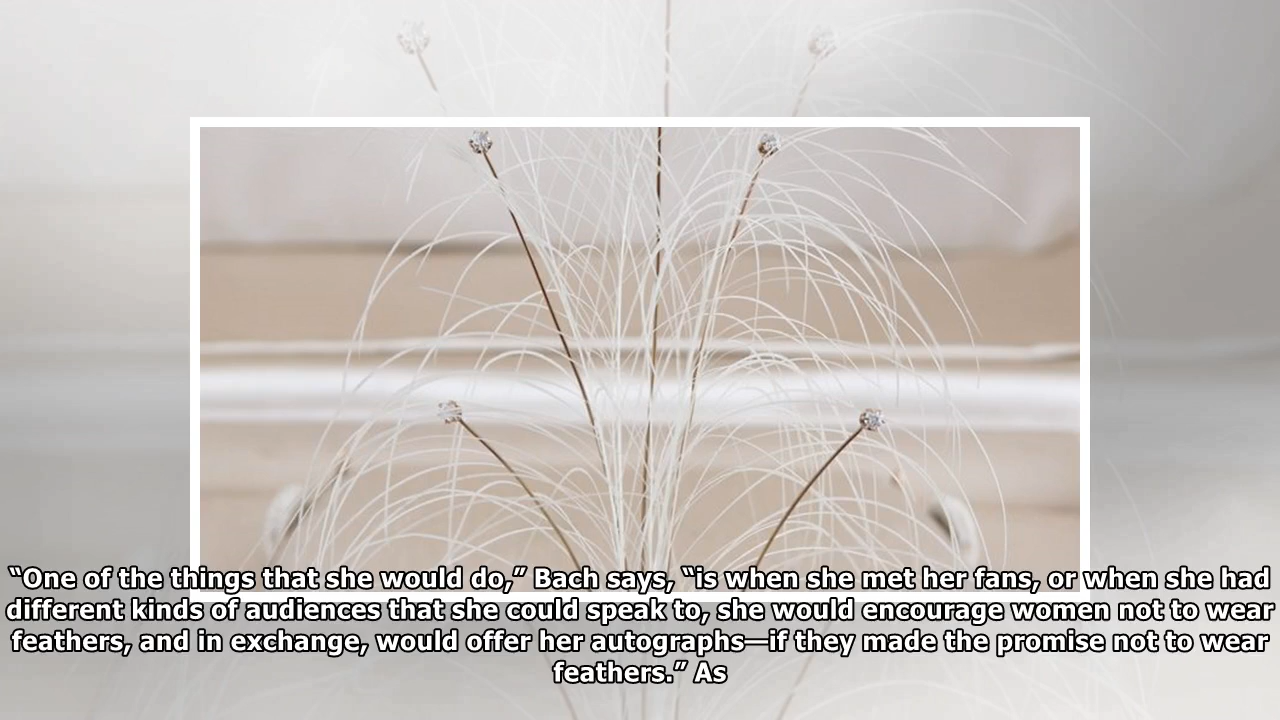 “One of the things that she would do,” Bach says, “is when she met her fans, or when she had
different kinds of audiences that she could speak to, she would encourage women not to wear
feathers, and in exchange, would offer her autographs—if they made the promise not to wear
feathers.” As